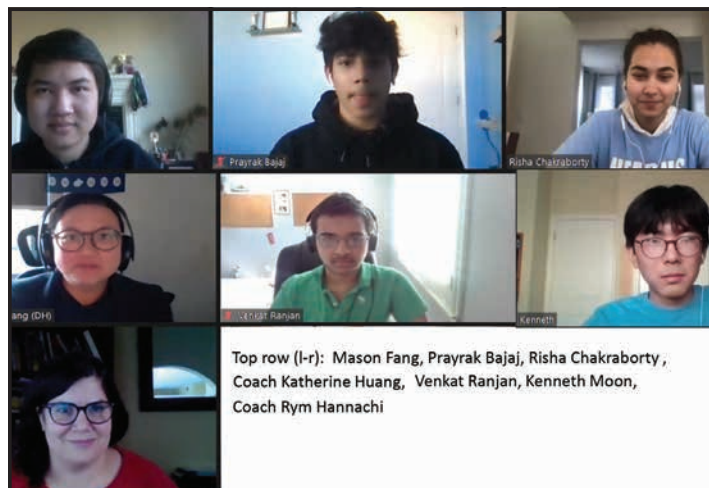 Prayrak Bajaj
Risha Chakraborty
ang (DH)
Venkat Ranjan
Kenneth
Top row (l-r): Mason Fang, Prayrak Bajaj, Risha Chakraborty ,
Coach Katherine Huang, Venkat Ranjan, Kenneth Moon,
Coach Rym Hannachi